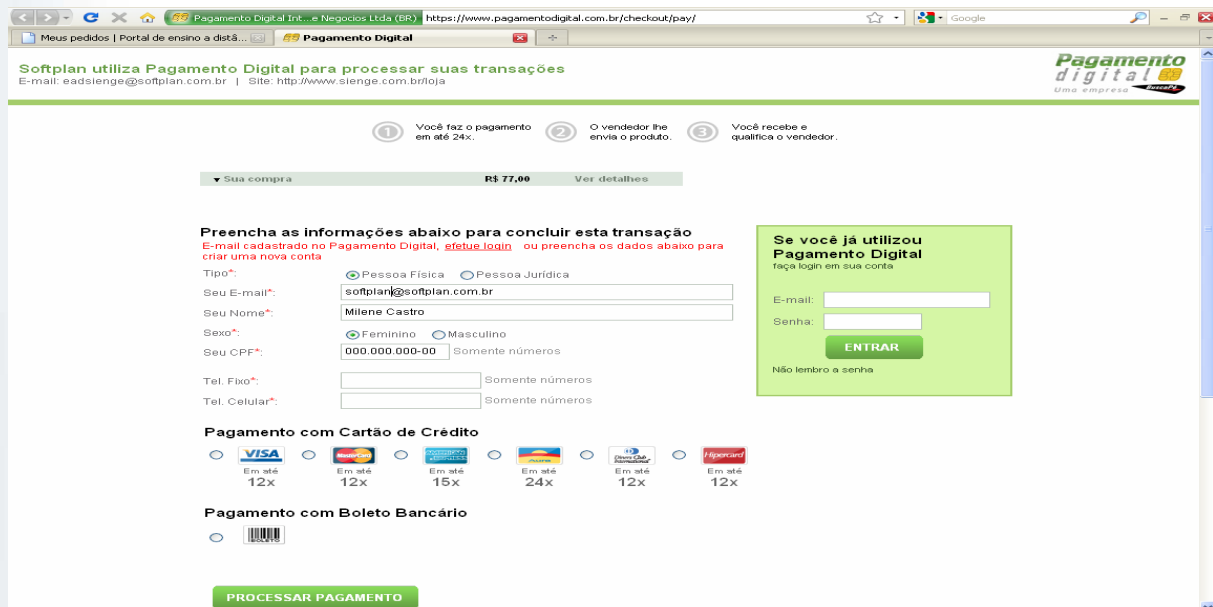 Pagamento Digital Int...e Negocios Ltda (BR) https://www.pagamentodigital.com.br/checkout/pay/ Google
Meus pedidos | Portal de ensino a distâ... Pagamento Digital
Softplan utiliza Pagamento Digital para processar suas transações
E-mail: eadsienge@softplan.com.br | Site: http://www.sienge.com.br/loja
Pagamento
digital
Uma empresa BuscaPé
1 Você faz o pagamento em até 24x.
2 O vendedor lhe envia o produto.
3 Você recebe e qualifica o vendedor.
Sua compra R$ 77,00 Ver detalhes
Preencha as informações abaixo para concluir esta transação
E-mail cadastrado no Pagamento Digital, efetue login ou preencha os dados abaixo para
criar uma nova conta
Tipo*: Pessoa Física Pessoa Jurídica
Seu E-mail*: softplan@softplan.com.br
Seu Nome*: Milene Castro
Sexo*: Feminino Masculino
Seu CPF*: 000.000.000-00 Somente números
Tel. Fixo*: Somente números
Tel. Celular*: Somente números
Se você já utilizou
Pagamento Digital
faça login em sua conta
E-mail:
Senha:
ENTRAR
Não lembro a senha
Pagamento com Cartão de Crédito
VISA MasterCard AURA Diners Club International Hipercard
Em até Em até Em até Em até Em até Em até
12x 12x 15x 24x 12x 12x
Pagamento com Boleto Bancário
BOLETO
PROCESSAR PAGAMENTO